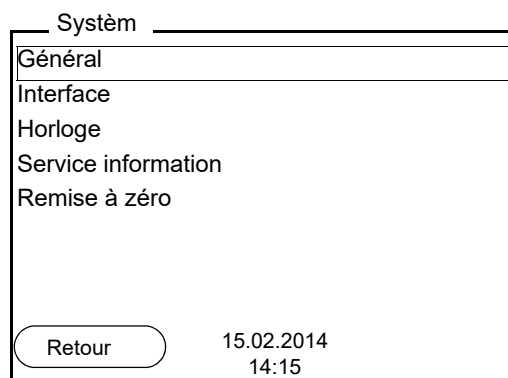 Systèm
Général
Interface
Horloge
Service information
Remise à zéro
Retour
15.02.2014
14:15